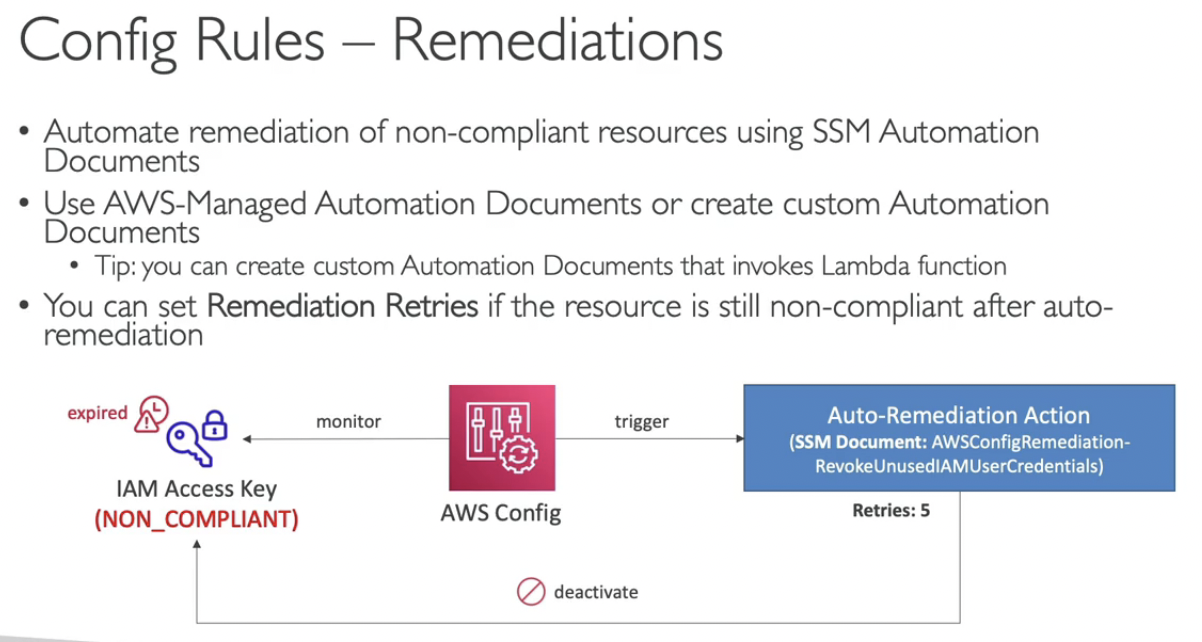 Config Rules – Remediations
• Automate remediation of non-compliant resources using SSM Automation
Documents
• Use AWS-Managed Automation Documents or create custom Automation
Documents
• Tip: you can create custom Automation Documents that invokes Lambda function
• You can set Remediation Retries if the resource is still non-compliant after auto-
remediation
expired
IAM Access Key
(NON_COMPLIANT)
monitor
AWS Config
trigger
Auto-Remediation Action
(SSM Document: AWSConfigRemediation-
RevokeUnusedIAMUserCredentials)
Retries: 5
deactivate